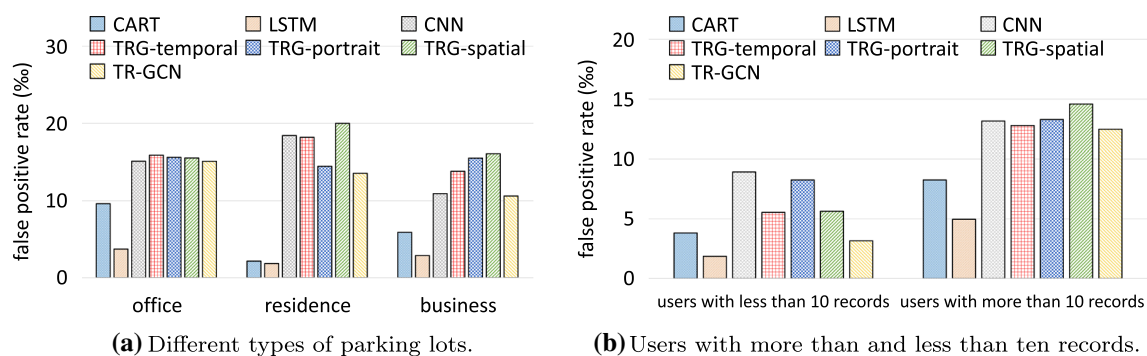 false positive rate (‰)
30
20
10
0
CART LSTM CNN
TRG-temporal TRG-portrait TRG-spatial
TR-GCN
office residence business
(a) Different types of parking lots.
false positive rate (‰)
20
15
10
5
0
CART LSTM CNN
TRG-temporal TRG-portrait TRG-spatial
TR-GCN
users with less than 10 records users with more than 10 records
(b) Users with more than and less than ten records.